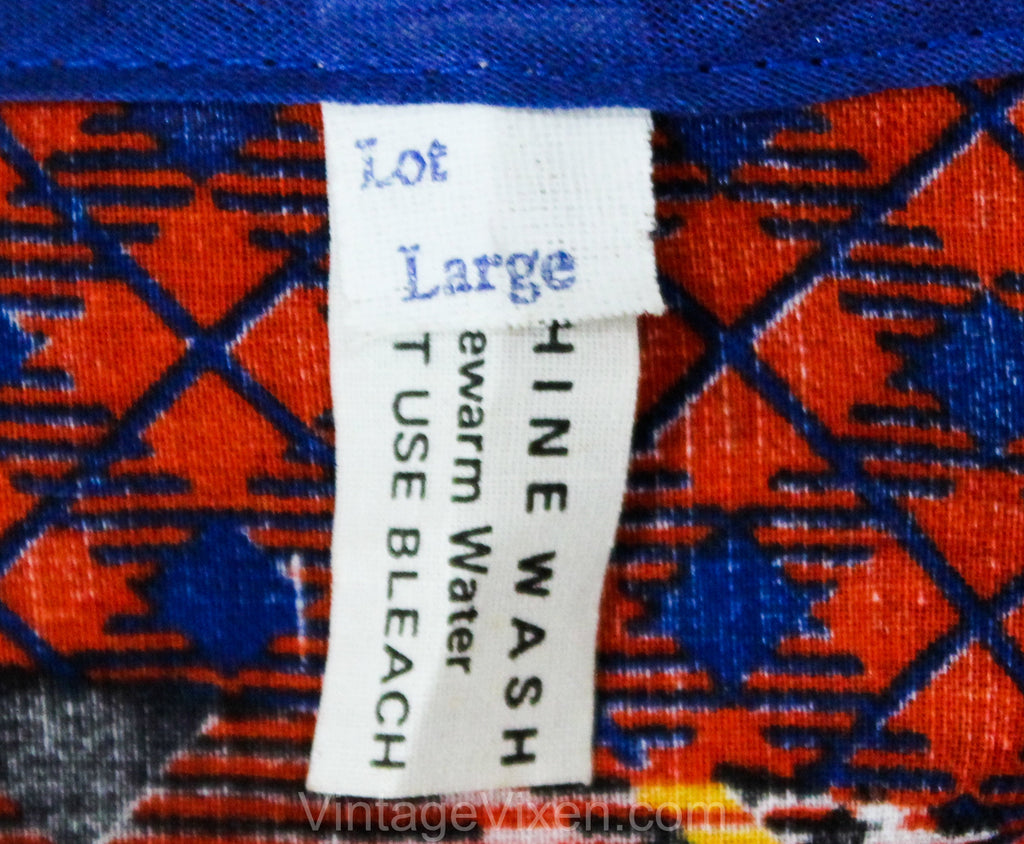 Lot
Large
HINE WASH
ewarm Water
T USE BLEACH
VintageVixen.com